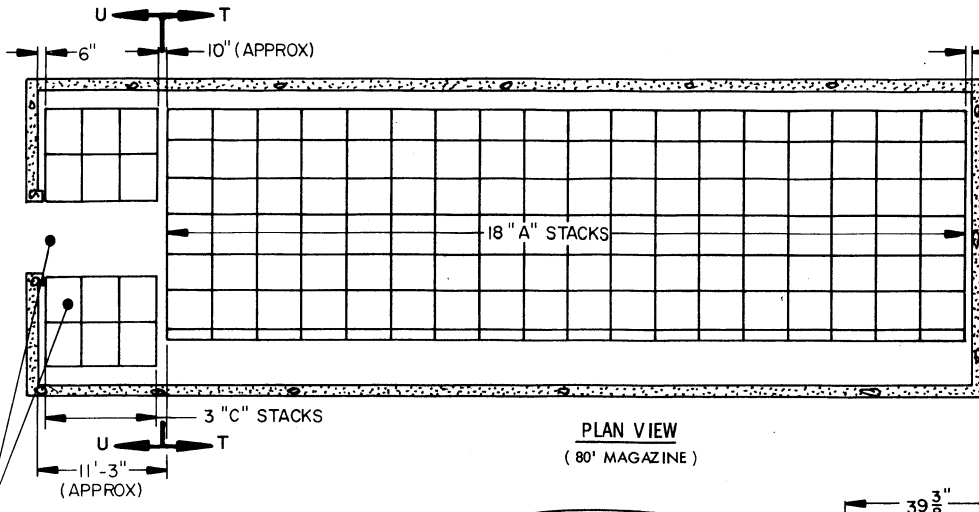 U T
6" 10" (APPROX)
18 "A" STACKS
3 "C" STACKS
U T
11'-3"
(APPROX)
PLAN VIEW
( 80' MAGAZINE )
39 3/8"